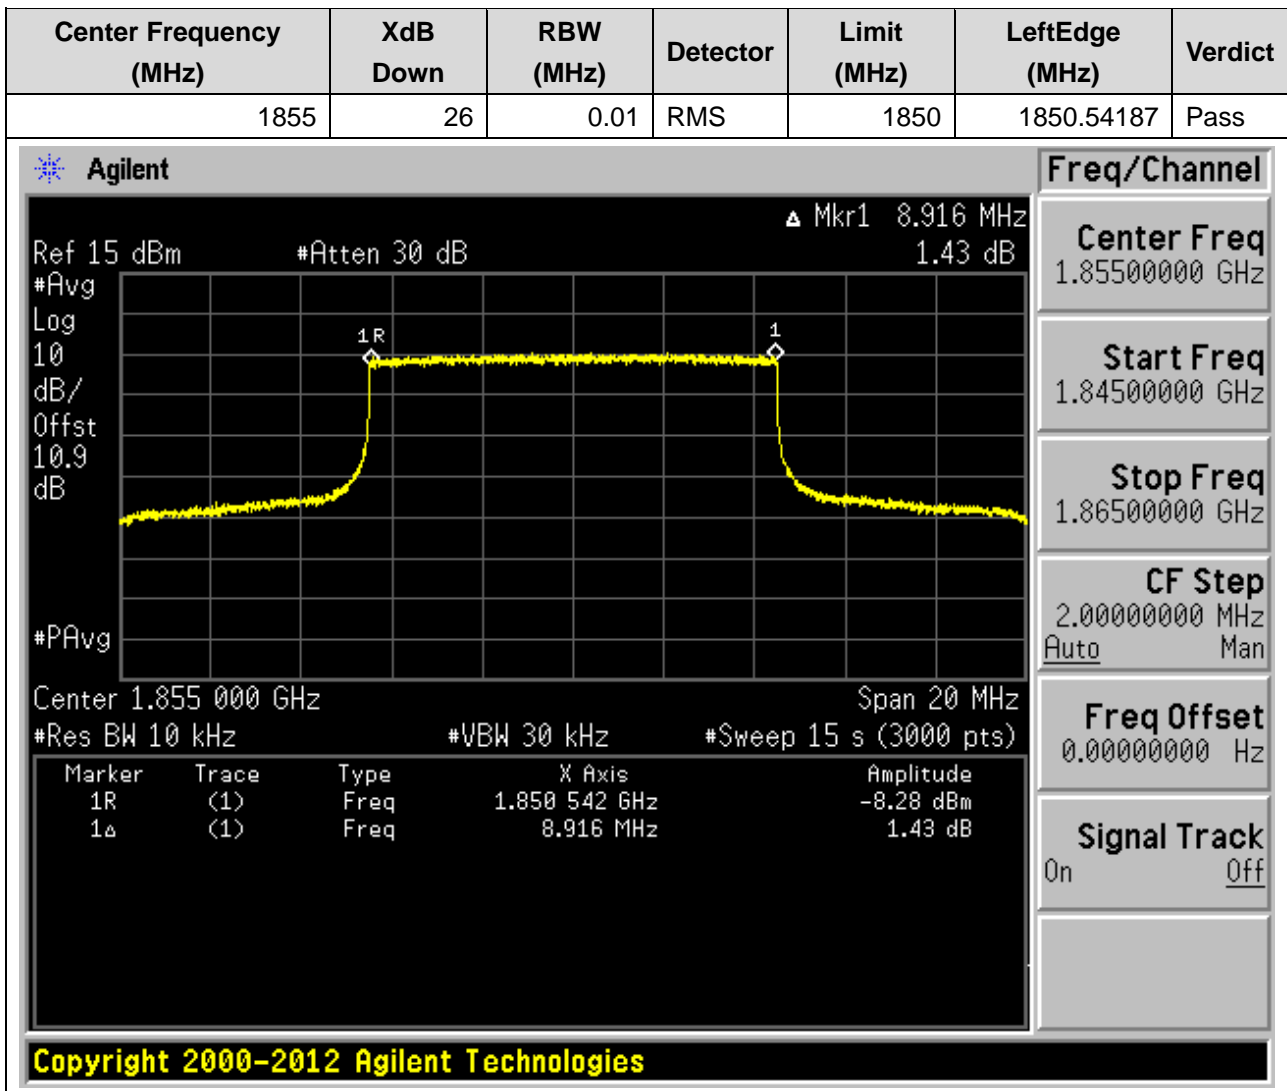 Center Frequency (MHz) XdB Down RBW (MHz) Detector Limit (MHz) LeftEdge (MHz) Verdict
1855 26 0.01 RMS 1850 1850.54187 Pass
Agilent
Freq/Channel
Δ Mkr1 8.916 MHz
Ref 15 dBm #Atten 30 dB 1.43 dB
#Avg
Log
10
dB/
Offst
10.9
dB
1R
1
#PAvg
Center 1.855 000 GHz Span 20 MHz
#Res BW 10 kHz #VBW 30 kHz #Sweep 15 s (3000 pts)
Marker Trace Type X Axis Amplitude
1R (1) Freq 1.850 542 GHz -8.28 dBm
1Δ (1) Freq 8.916 MHz 1.43 dB
Center Freq
1.85500000 GHz
Start Freq
1.84500000 GHz
Stop Freq
1.86500000 GHz
CF Step
2.00000000 MHz
Auto Man
Freq Offset
0.00000000 Hz
Signal Track
On Off
Copyright 2000-2012 Agilent Technologies